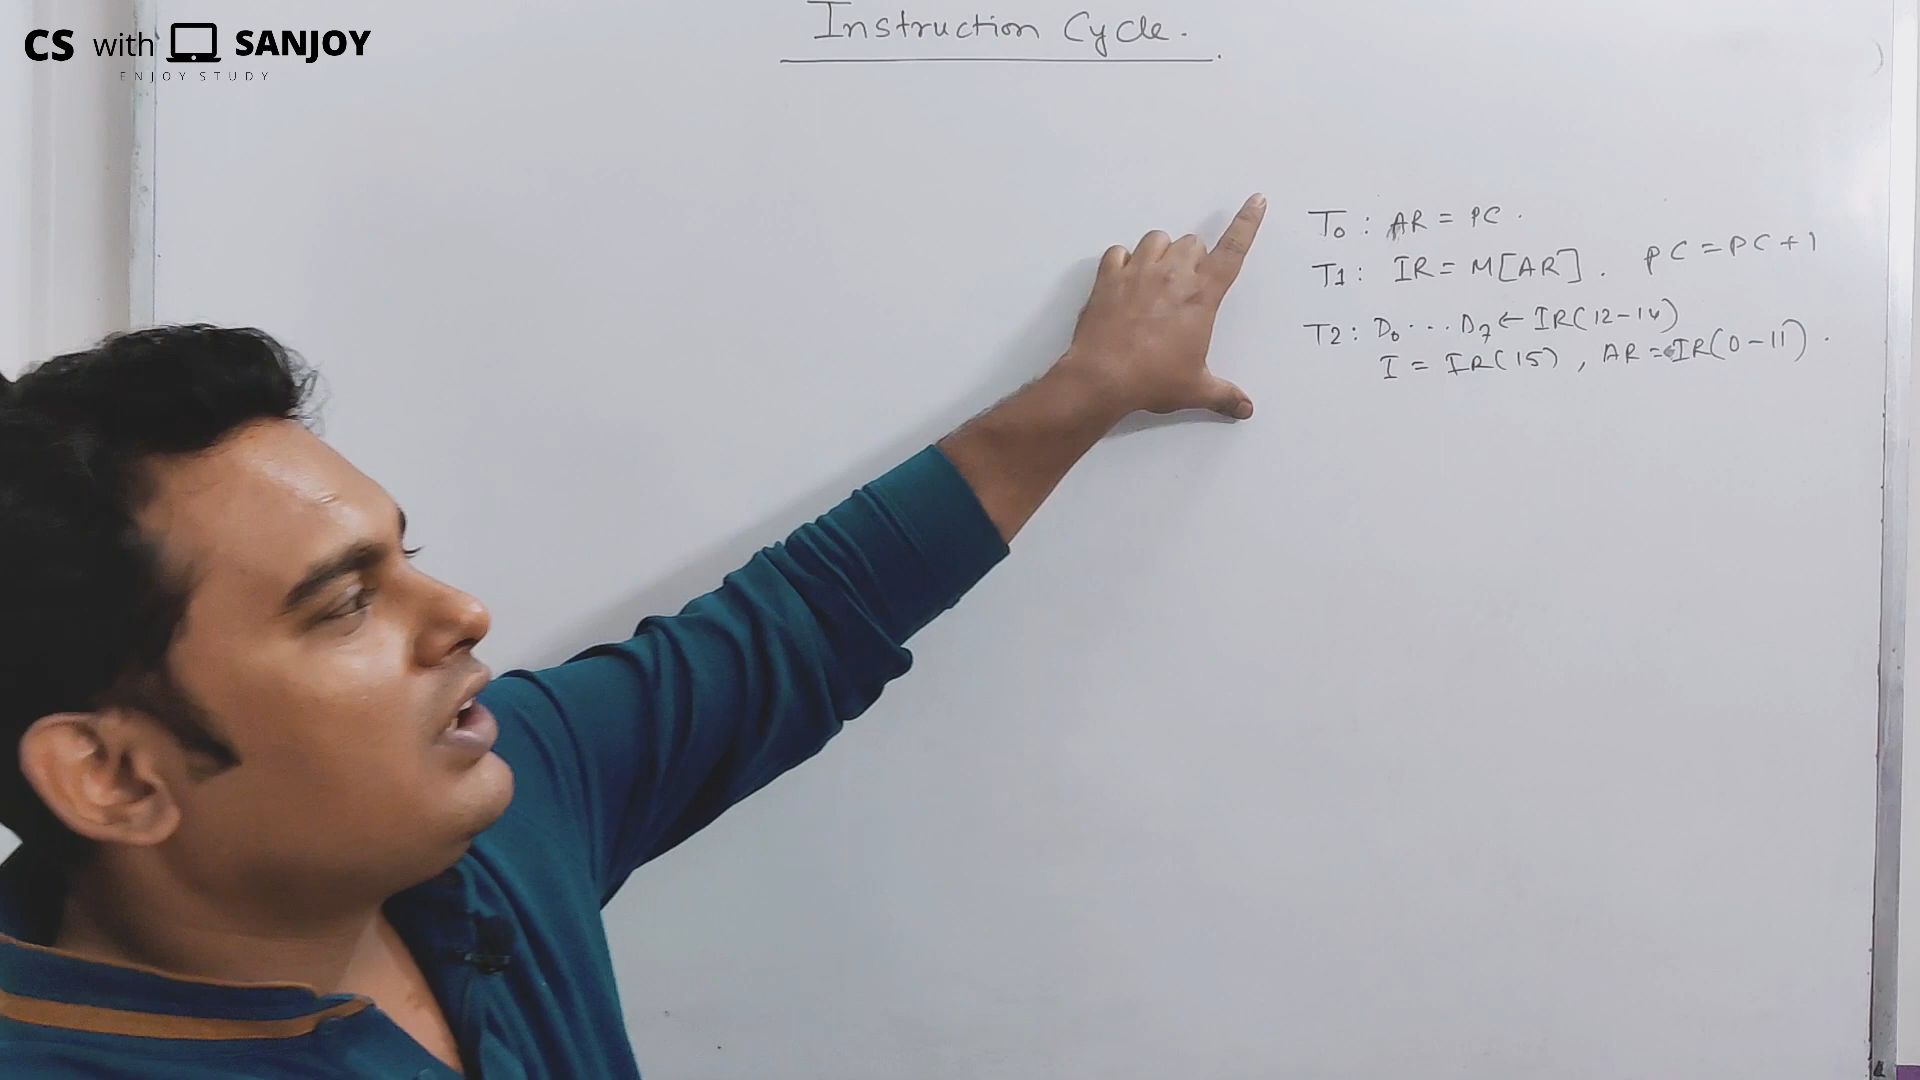 CS with SANJOY
ENJOY STUDY
Instruction Cycle.
T0 : AR = PC .
T1 : IR = M[AR] . PC = PC + 1
T2 : D0 ... D7 ← IR(12-14)
I = IR(15) , AR = IR(0-11) .